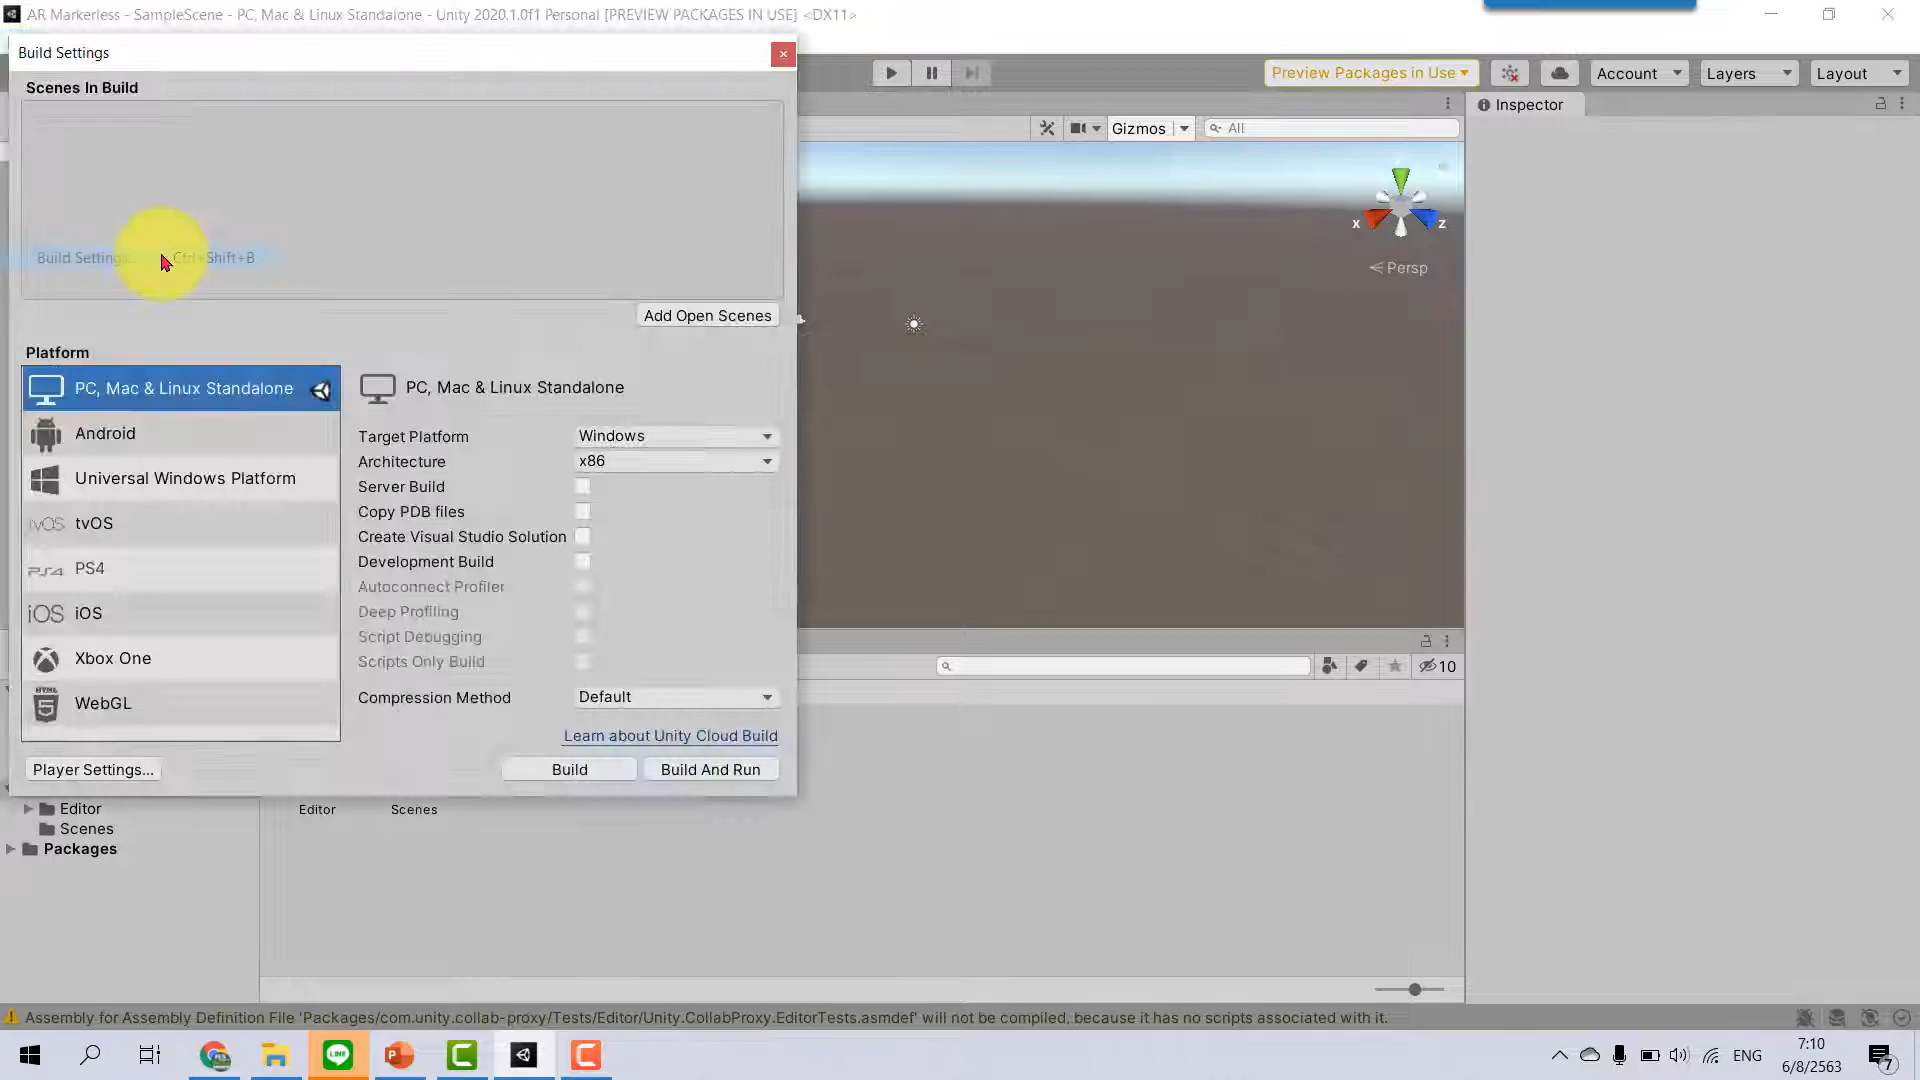 AR Markerless - SampleScene - PC, Mac & Linux Standalone - Unity 2020.1.0f1 Personal [PREVIEW PACKAGES IN USE] <DX11>
Build Settings
Scenes In Build
Preview Packages in Use
Account
Layers
Layout
Inspector
Gizmos
All
x
z
Persp
Build Settings... Ctrl+Shift+B
Add Open Scenes
Platform
PC, Mac & Linux Standalone
Android
Universal Windows Platform
tvOS
tvOS
PS4
PS4
iOS
iOS
Xbox One
HTML
5
WebGL
PC, Mac & Linux Standalone
Target Platform
Windows
Architecture
x86
Server Build
Copy PDB files
Create Visual Studio Solution
Development Build
Autoconnect Profiler
Deep Profiling
Script Debugging
Scripts Only Build
Compression Method
Default
Learn about Unity Cloud Build
Player Settings...
Build
Build And Run
10
Editor
Scenes
Packages
Editor
Scenes
Assembly for Assembly Definition File 'Packages/com.unity.collab-proxy/Tests/Editor/Unity.CollabProxy.EditorTests.asmdef' will not be compiled, because it has no scripts associated with it.
LINE
P
C
C
ENG
7:10
6/8/2563
7